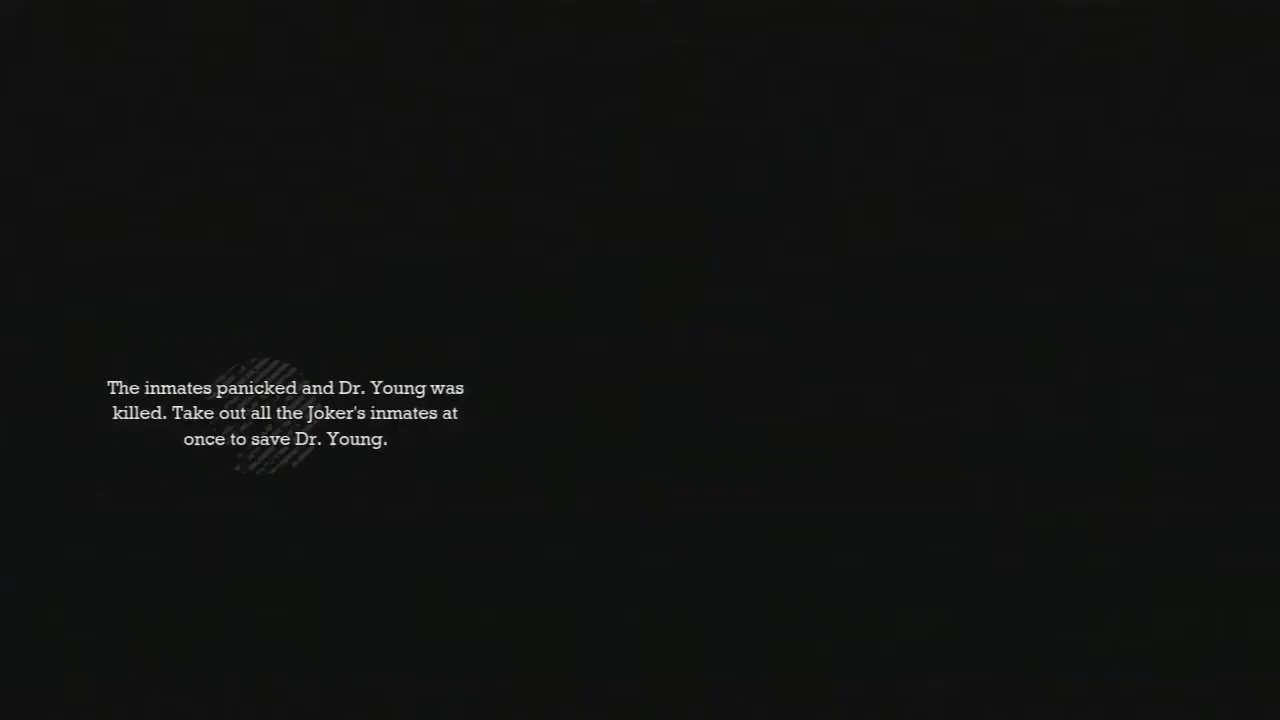 The inmates panicked and Dr. Young was
killed. Take out all the Joker's inmates at
once to save Dr. Young.